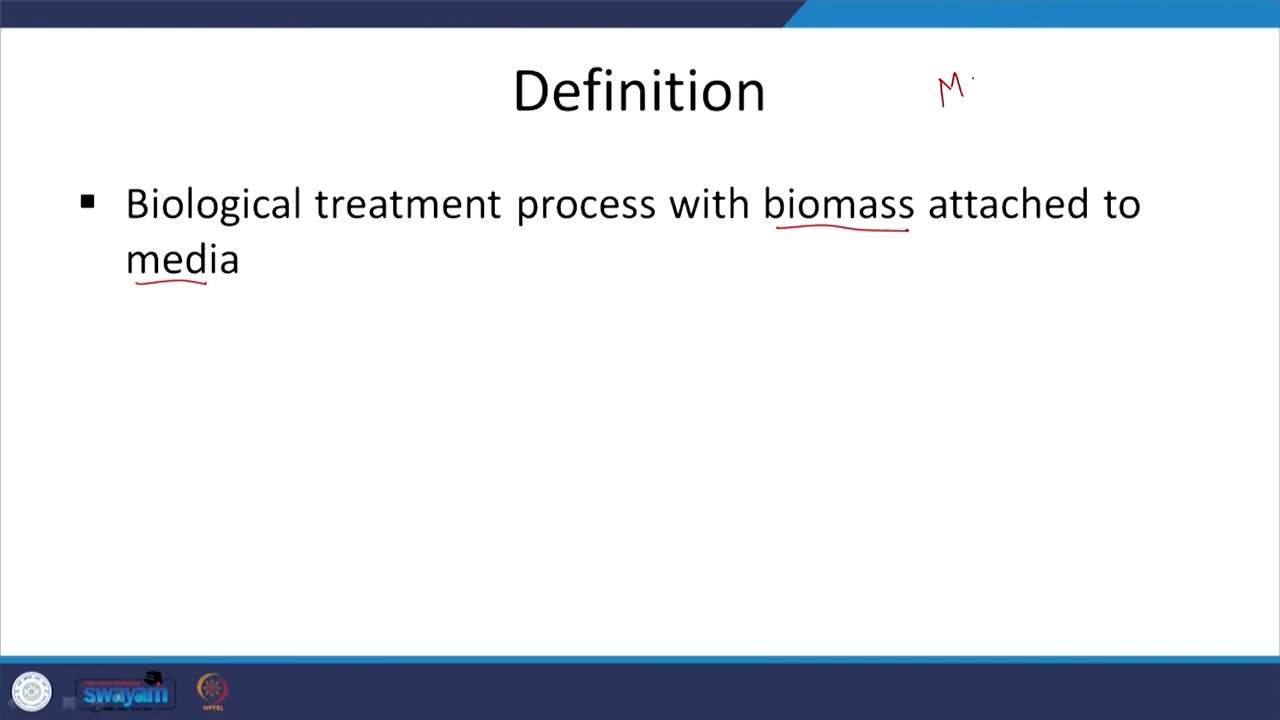 Definition
M
▪ Biological treatment process with biomass attached to
media
swayam
NPTEL